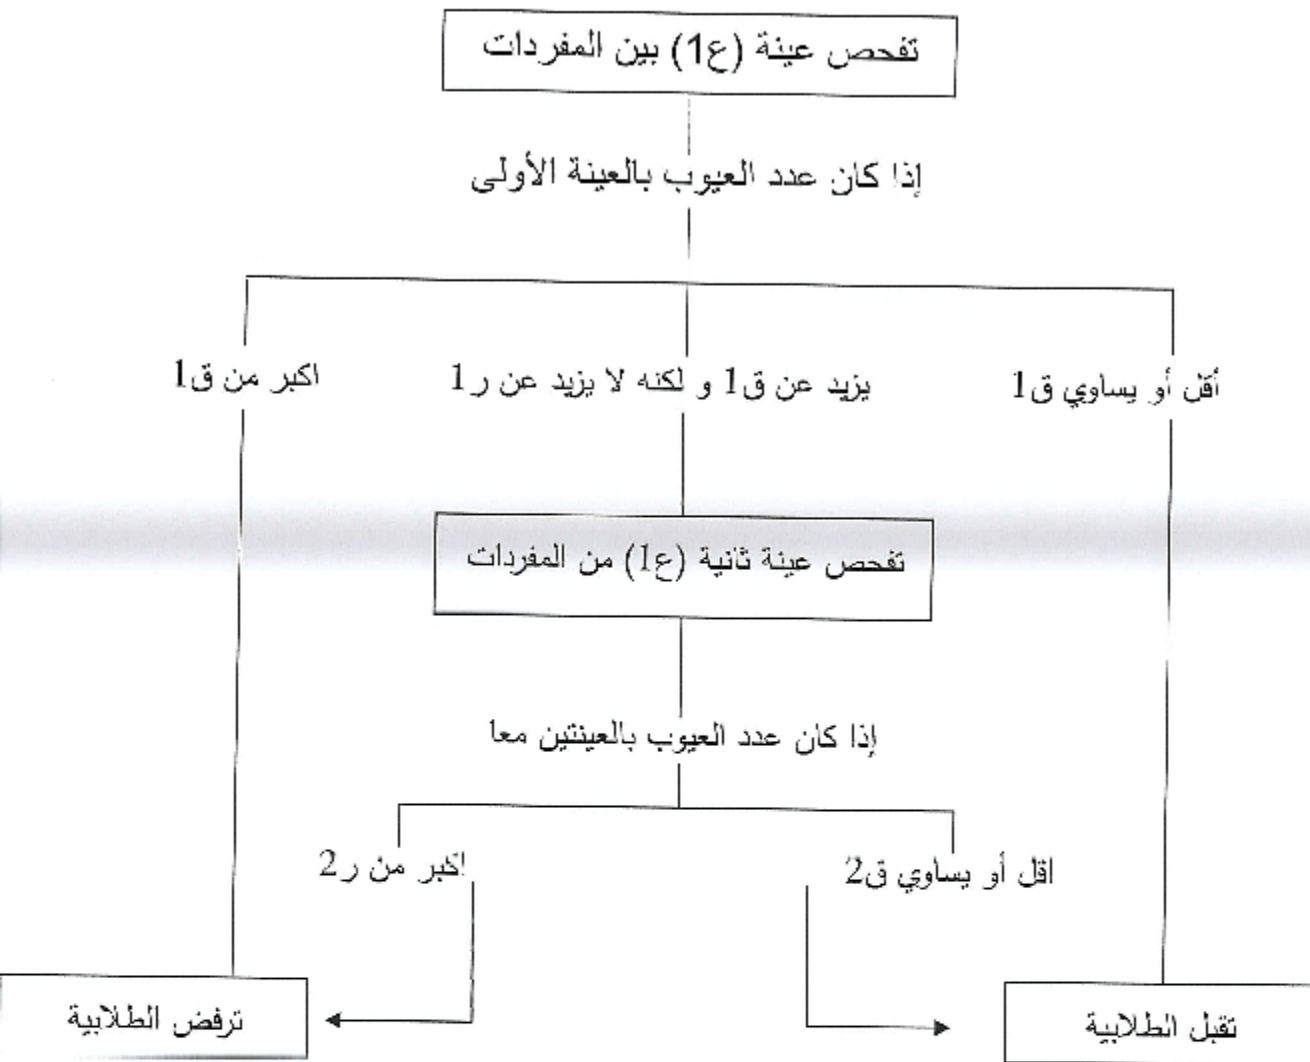 تفحص عينة (ع1) بين المفردات
إذا كان عدد العيوب بالعينة الأولى
أقل أو يساوي ق1
يزيد عن ق1 و لكنه لا يزيد عن ر1
اكبر من ق1
تفحص عينة ثانية (ع1) من المفردات
إذا كان عدد العيوب بالعينتين معا
اقل أو يساوي ق2
اكبر من ر2
تقبل الطلابية
ترفض الطلابية